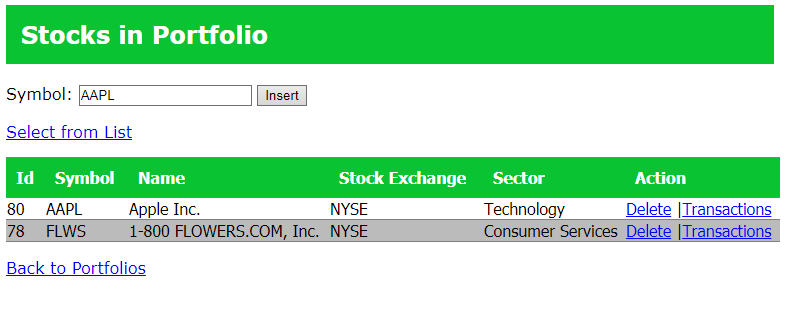 Stocks in Portfolio
Symbol: AAPL Insert
Select from List
Id Symbol Name Stock Exchange Sector Action
80 AAPL Apple Inc. NYSE Technology Delete |Transactions
78 FLWS 1-800 FLOWERS.COM, Inc. NYSE Consumer Services Delete |Transactions
Back to Portfolios